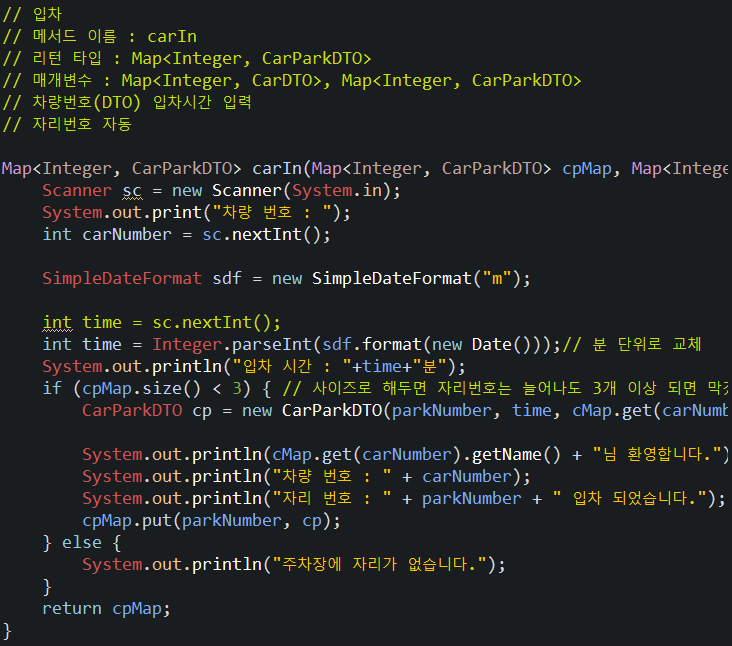 // 입차
// 메서드 이름 : carIn
// 리턴 타입 : Map<Integer, CarParkDTO>
// 매개변수 : Map<Integer, CarDTO>, Map<Integer, CarParkDTO>
// 차량번호(DTO) 입차시간 입력
// 자리번호 자동
Map<Integer, CarParkDTO> carIn(Map<Integer, CarParkDTO> cpMap, Map<Intege
Scanner sc = new Scanner(System.in);
System.out.print("차량 번호 : ");
int carNumber = sc.nextInt();
SimpleDateFormat sdf = new SimpleDateFormat("m");
int time = sc.nextInt();
int time = Integer.parseInt(sdf.format(new Date()));// 분 단위로 교체
System.out.println("입차 시간 : "+time+"분");
if (cpMap.size() < 3) { // 사이즈로 해두면 자리번호는 늘어나도 3개 이상 되면
CarParkDTO cp = new CarParkDTO(parkNumber, time, cMap.get(carNumb
System.out.println(cMap.get(carNumber).getName() + "님 환영합니다.")
System.out.println("차량 번호 : " + carNumber);
System.out.println("자리 번호 : " + parkNumber + " 입차 되었습니다.");
cpMap.put(parkNumber, cp);
} else {
System.out.println("주차장에 자리가 없습니다.");
}
return cpMap;
}